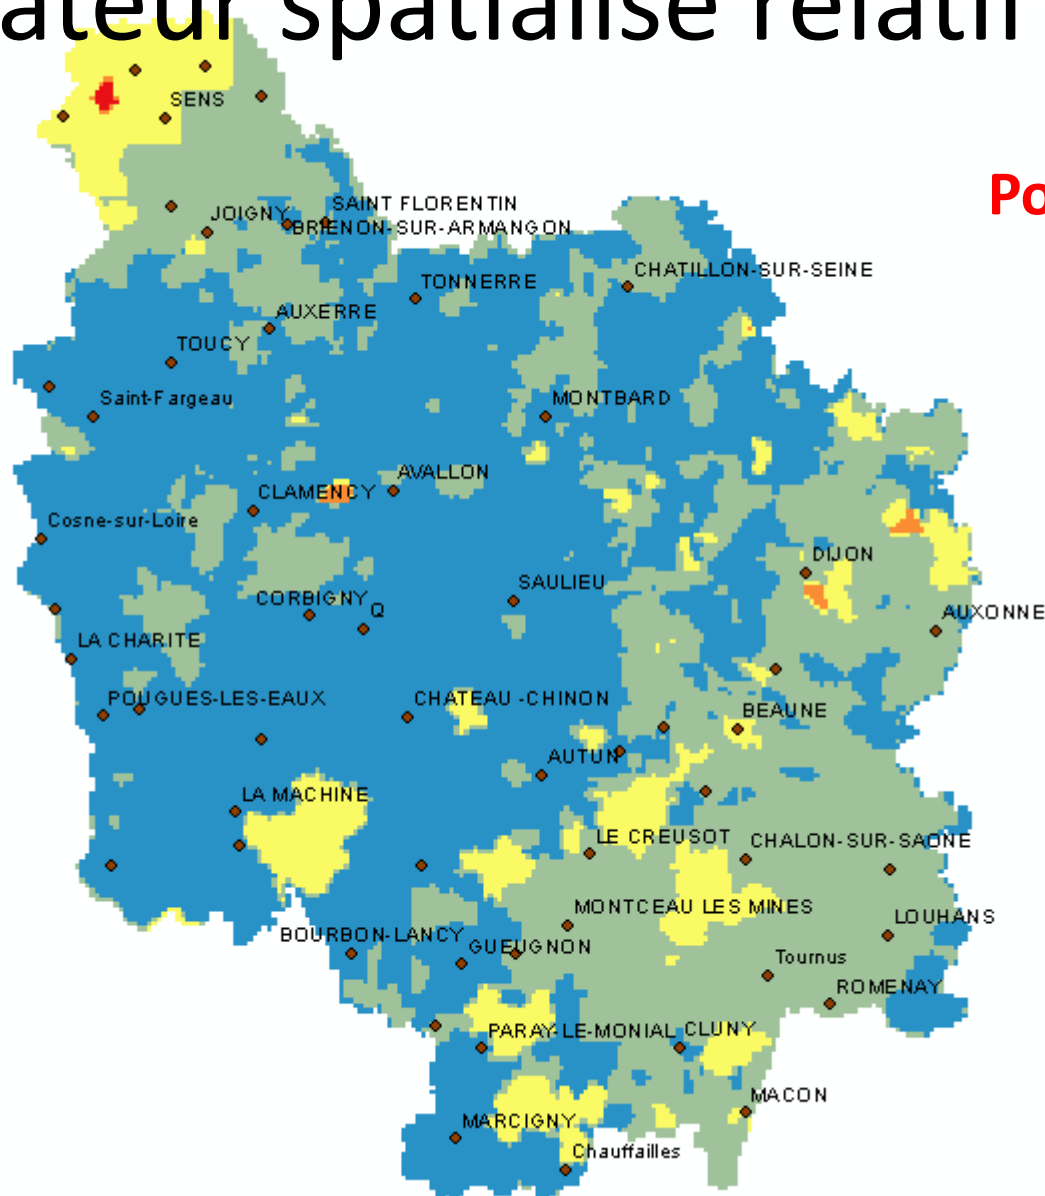 ateur spatialisé relatif
SENS
Po
SAINT FLORENTIN
JOIGNY
BRIENON-SUR-ARMANGON
CHATILLON-SUR-SEINE
TONNERRE
AUXERRE
TOUCY
Saint-Fargeau
MONTBARD
AVALLON
CLAMENCY
Cosne-sur-Loire
DIJON
SAULIEU
CORBIGNY
Q
AUXONNE
LA CHARITE
POUGUES-LES-EAUX
CHATEAU -CHINON
BEAUNE
AUTUN
LA MACHINE
LE CREUSOT
CHALON-SUR-SAONE
MONTCEAU LES MINES
LOUHANS
BOURBON-LANCY
GUEUGNON
Tournus
ROMENAY
PARAY-LE-MONIAL
CLUNY
MACON
MARCIGNY
Chauffailles